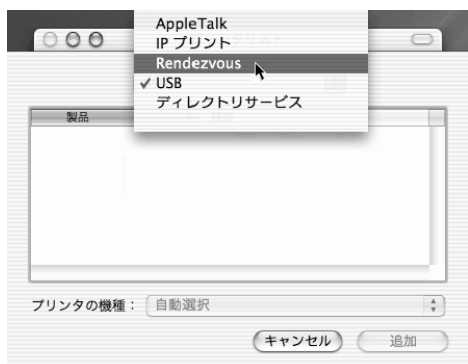 AppleTalk
IP プリント
Rendezvous
✓ USB
ディレクトリサービス
製品
プリンタの機種： 自動選択
キャンセル 追加